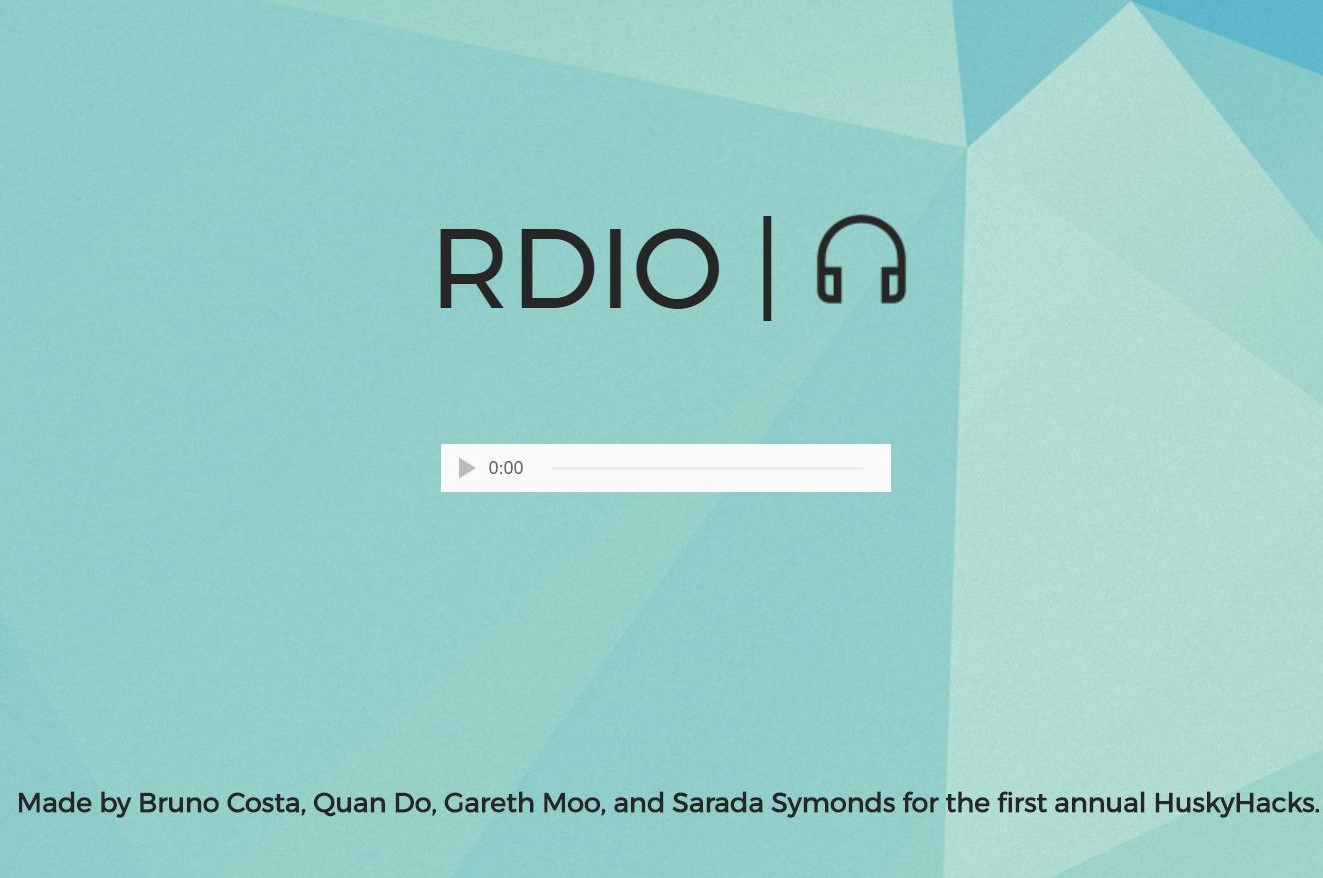 RDIO |
0:00
Made by Bruno Costa, Quan Do, Gareth Moo, and Sarada Symonds for the first annual HuskyHacks.